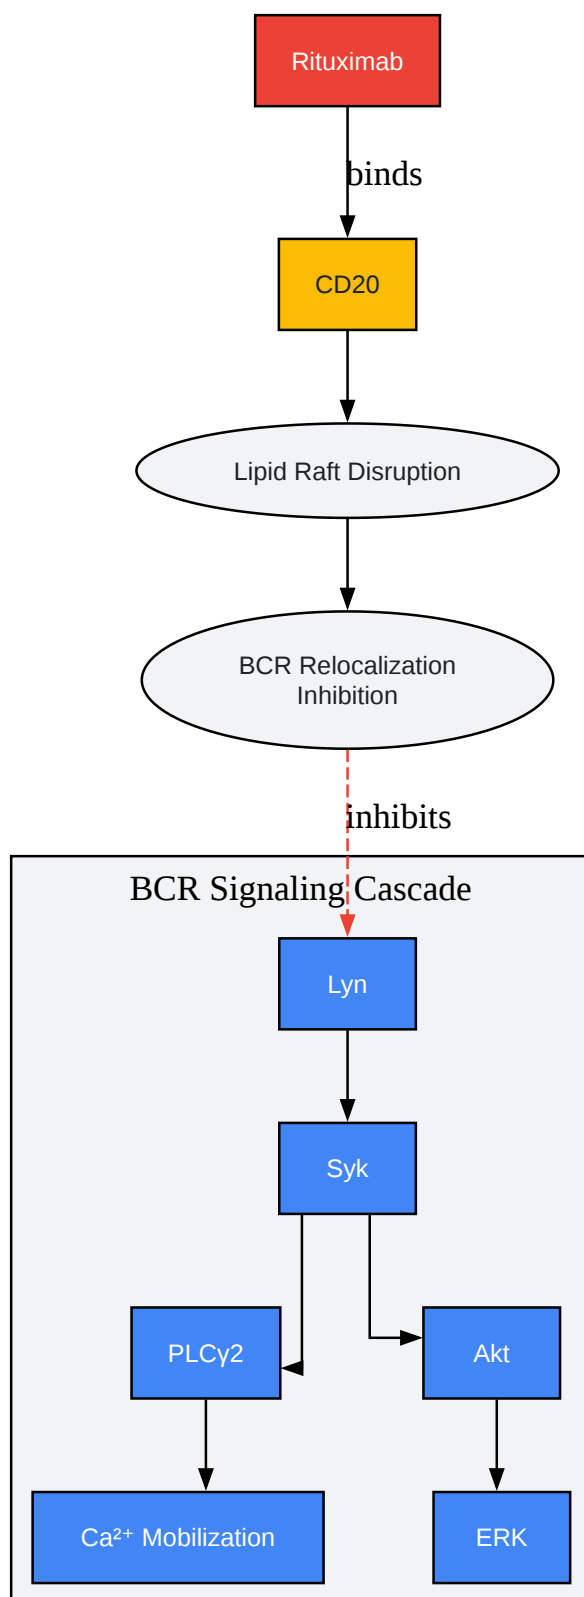 Rituximab
binds
CD20
Lipid Raft Disruption
BCR Relocalization
Inhibition
inhibits
BCR Signaling Cascade
Lyn
Syk
PLCγ2
Akt
Ca²⁺ Mobilization
ERK